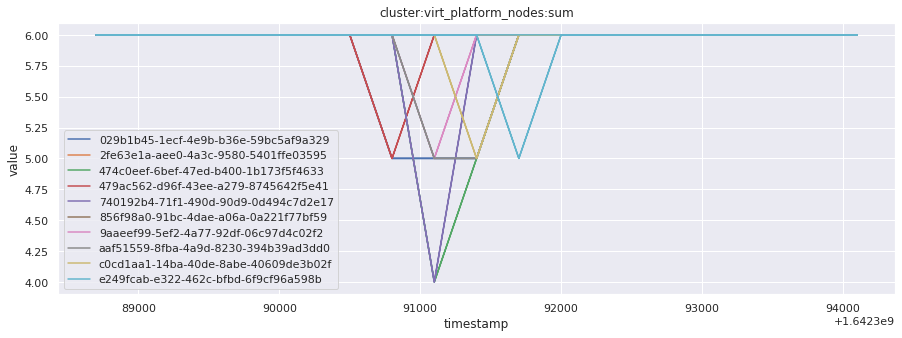 cluster:virt_platform_nodes:sum
6.00
5.75
5.50
5.25
5.00
4.75
4.50
4.25
4.00
value
029b1b45-1ecf-4e9b-b36e-59bc5af9a329
2fe63e1a-aee0-4a3c-9580-5401ffe03595
474c0eef-6bef-47ed-b400-1b173f5f4633
479ac562-d96f-43ee-a279-8745642f5e41
740192b4-71f1-490d-90d9-0d494c7d2e17
856f98a0-91bc-4dae-a06a-0a221f77bf59
9aaeef99-5ef2-4a77-92df-06c97d4c02f2
aaf51559-8fba-4a9d-8230-394b39ad3dd0
c0cd1aa1-14ba-40de-8abe-40609de3b02f
e249fcab-e322-462c-bfbd-6f9cf96a598b
89000 90000 91000 92000 93000 94000
timestamp
+1.6423e9